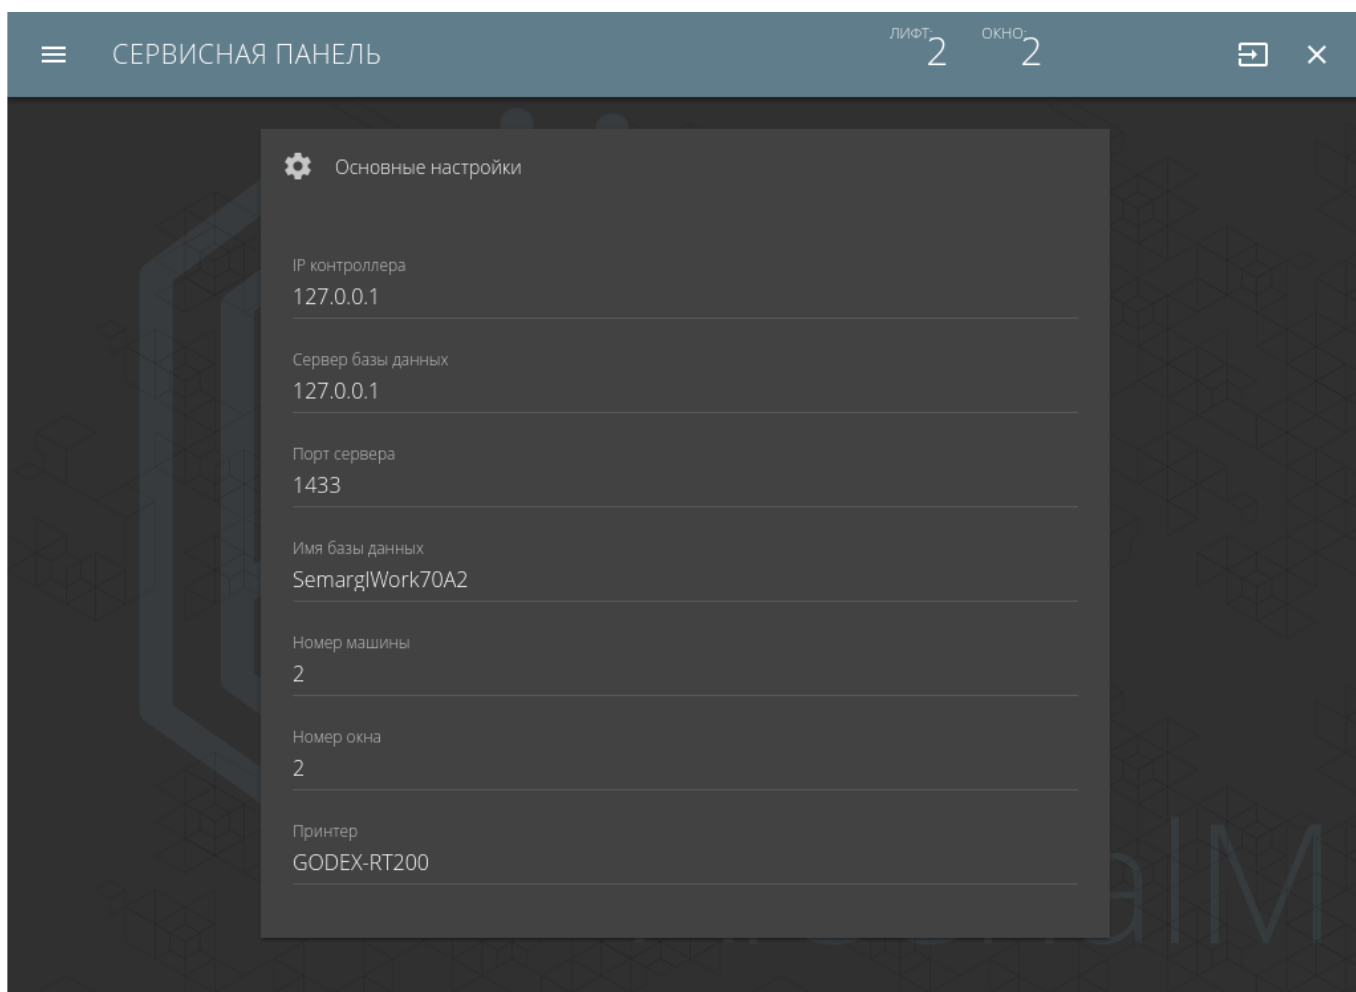 СЕРВИСНАЯ ПАНЕЛЬ
ЛИФТ: 2 ОКНО: 2
Основные настройки
IP контроллера
127.0.0.1
Сервер базы данных
127.0.0.1
Порт сервера
1433
Имя базы данных
SemarglWork70A2
Номер машины
2
Номер окна
2
Принтер
GODEX-RT200